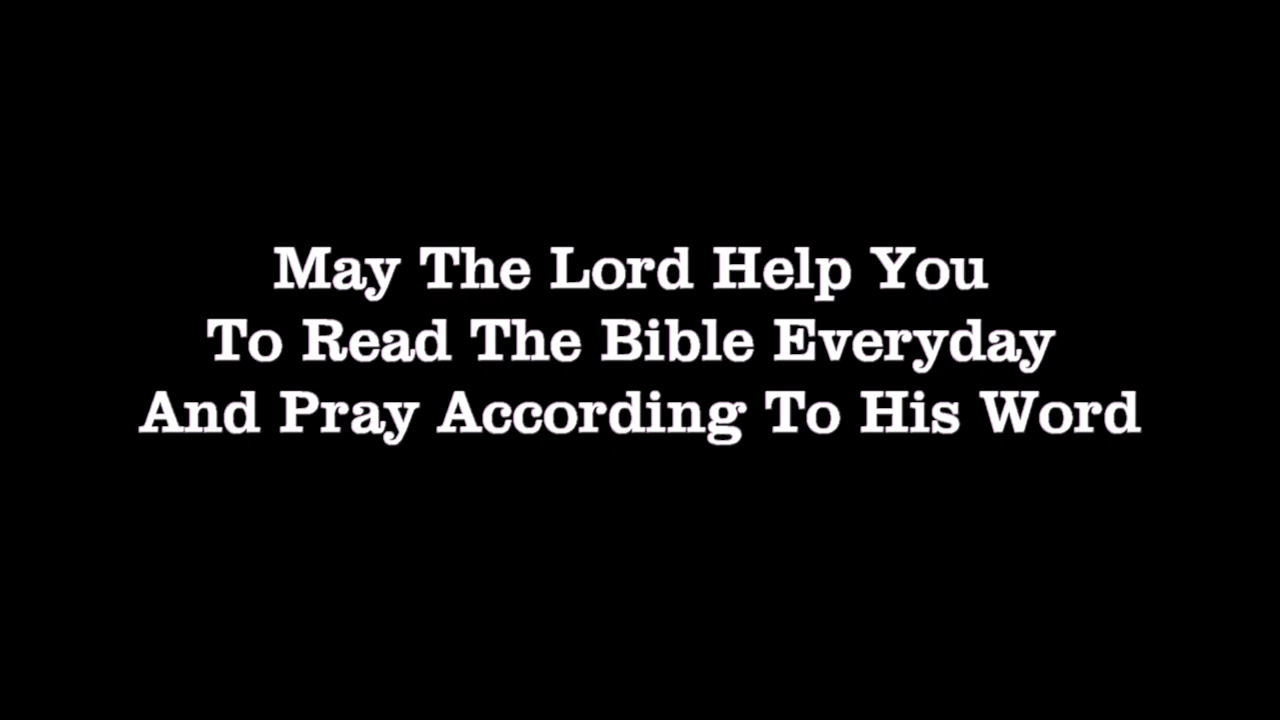 May The Lord Help You
To Read The Bible Everyday
And Pray According To His Word